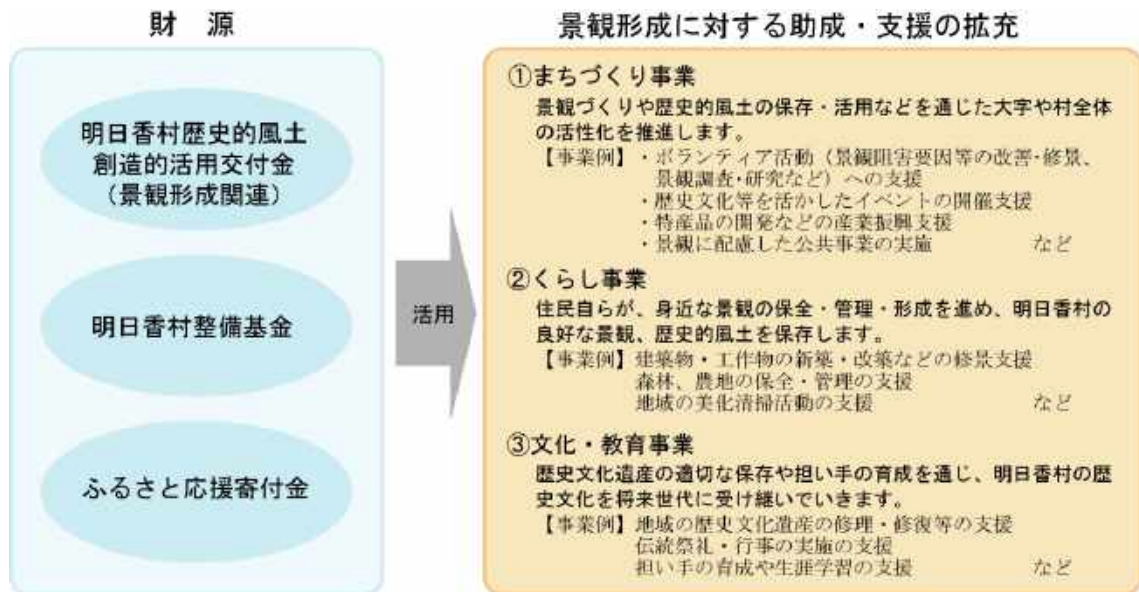 財 源
明日香村歴史的風土
創造的活用交付金
(景観形成関連)
明日香村整備基金
ふるさと応援寄付金
活用
景観形成に対する助成・支援の拡充
①まちづくり事業
景観づくりや歴史的風土の保存・活用などを通じた大字や村全体
の活性化を推進します。
【事業例】・ボランティア活動(景観阻害要因等の改善・修景、
景観調査・研究など)への支援
・歴史文化等を活かしたイベントの開催支援
・特産品の開発などの産業振興支援
・景観に配慮した公共事業の実施 など
②くらし事業
住民自らが、身近な景観の保全・管理・形成を進め、明日香村の
良好な景観、歴史的風土を保存します。
【事業例】建築物・工作物の新築・改築などの修景支援
森林、農地の保全・管理の支援
地域の美化清掃活動の支援 など
③文化・教育事業
歴史文化遺産の適切な保存や担い手の育成を通じ、明日香村の歴
史文化を将来世代に受け継いでいきます。
【事業例】地域の歴史文化遺産の修理・修復等の支援
伝統祭礼・行事の実施の支援
担い手の育成や生涯学習の支援 など